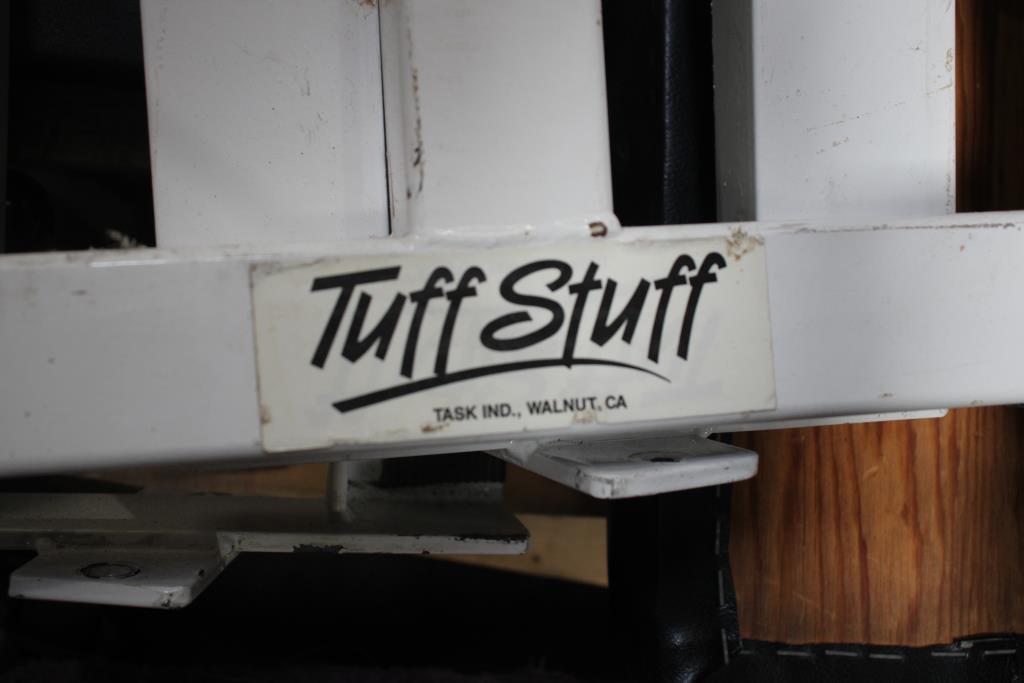 Tuff Stuff
TASK IND., WALNUT, CA